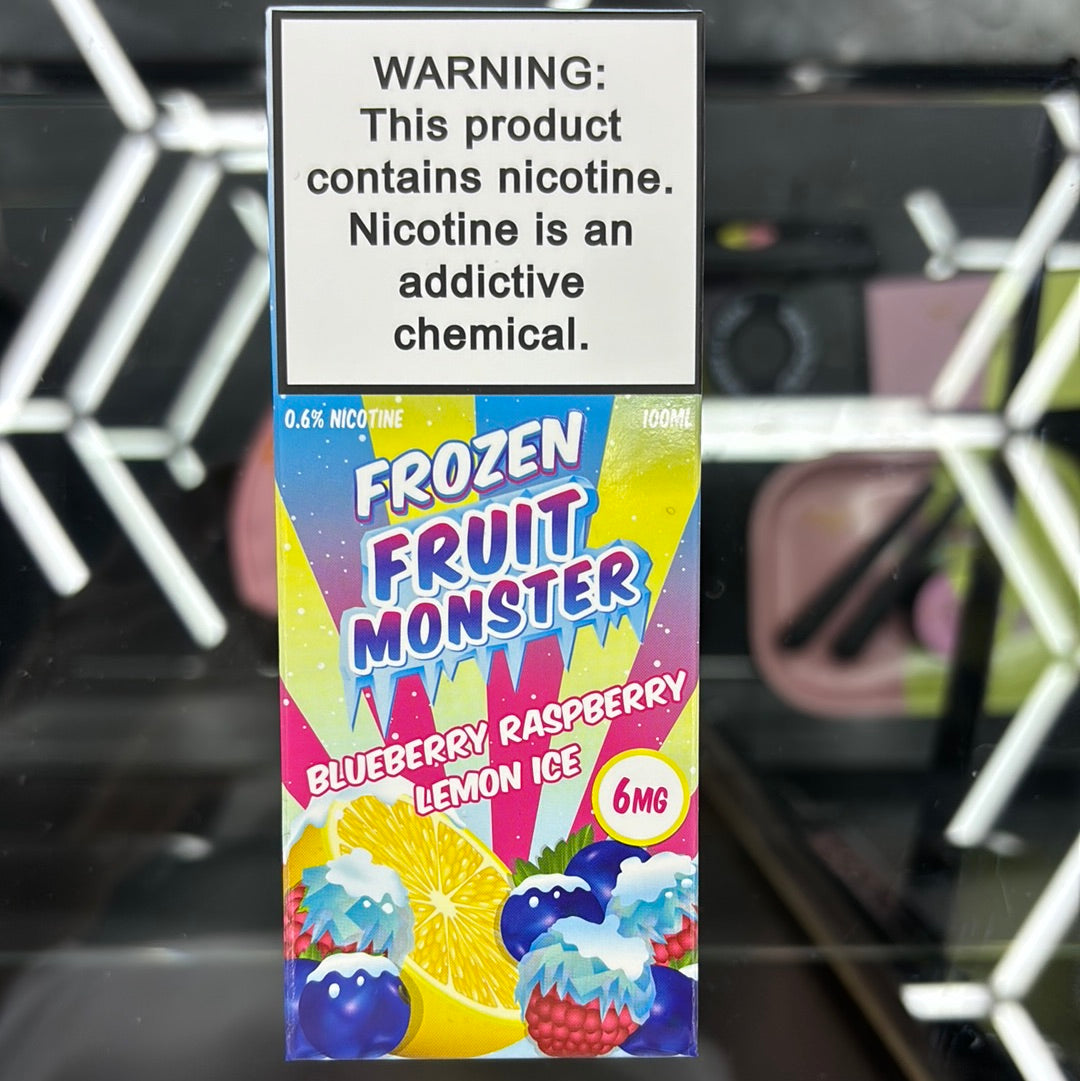 WARNING:
This product
contains nicotine.
Nicotine is an
addictive
chemical.
0.6% NICOTINE
100ML
FROZEN
FRUIT
MONSTER
BLUEBERRY RASPBERRY
LEMON ICE
6MG